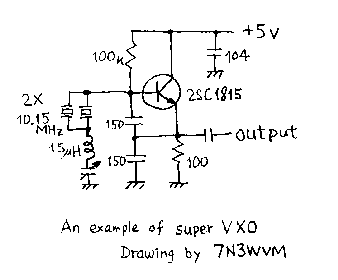 +5V
100K
104
2SC1815
2X
10.15
MHz
150
15μH
output
150
100
An example of super VXO
Drawing by 7N3WVM